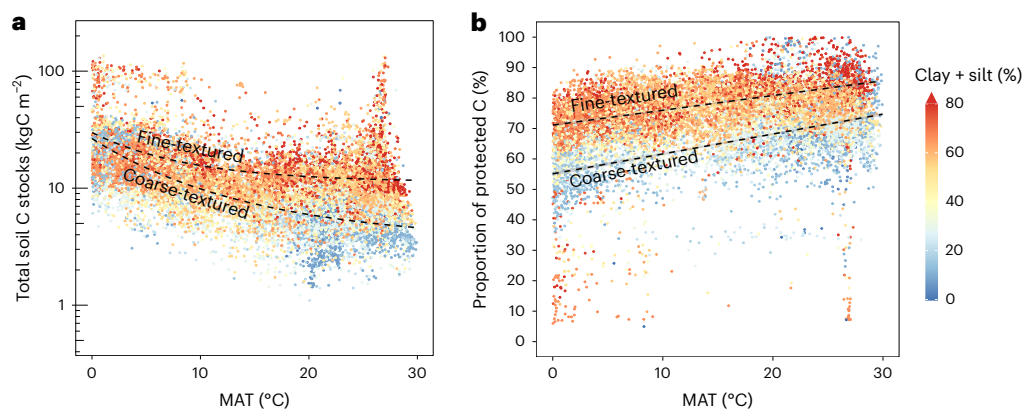 a
Total soil C stocks (kgC m⁻²)
100
10
1
Fine-textured
Coarse-textured
0
10
20
30
MAT (°C)
b
Proportion of protected C (%)
100
90
80
70
60
50
40
30
20
10
0
Fine-textured
Coarse-textured
0
10
20
30
MAT (°C)
Clay + silt (%)
80
60
40
20
0